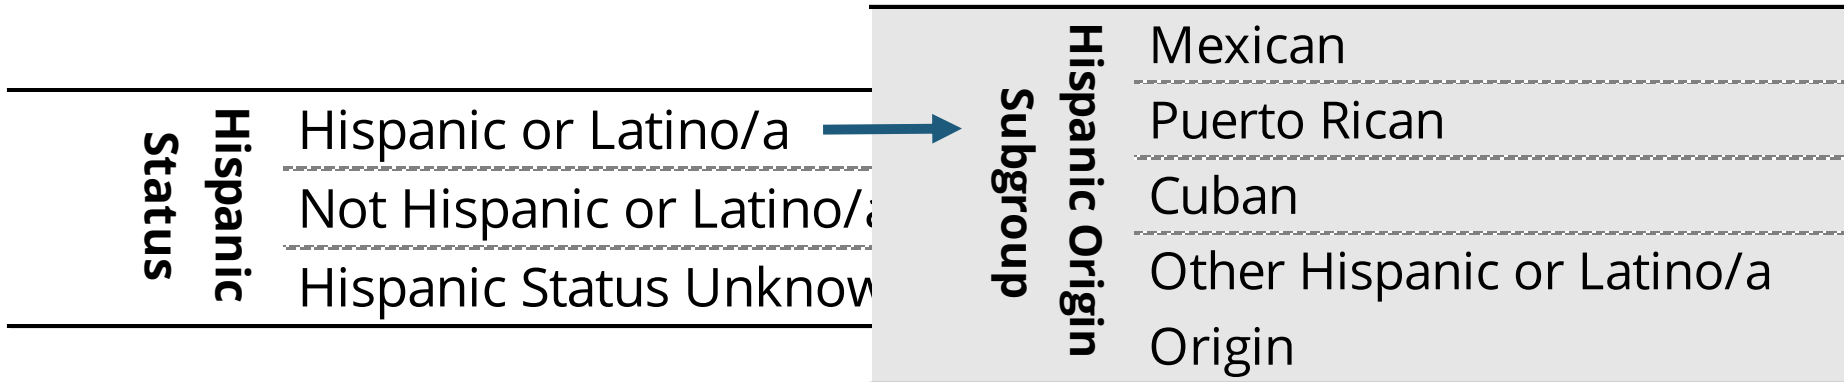 Hispanic
Status
Hispanic or Latino/a
Not Hispanic or Latino/a
Hispanic Status
Hispanic Origin
Subgroup
Mexican
Puerto Rican
Cuban
Other Hispanic or Latino/a
Origin